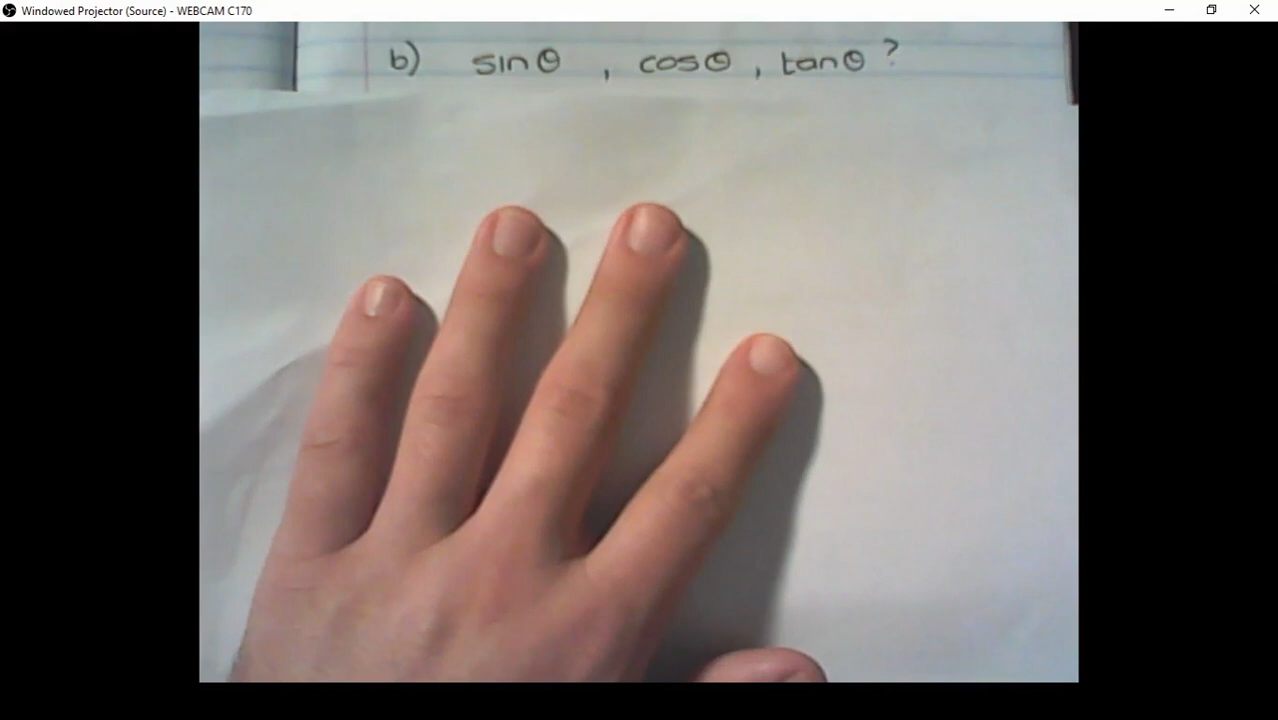 Windowed Projector (Source) - WEBCAM C170
b) sinθ , cosθ , tanθ ?